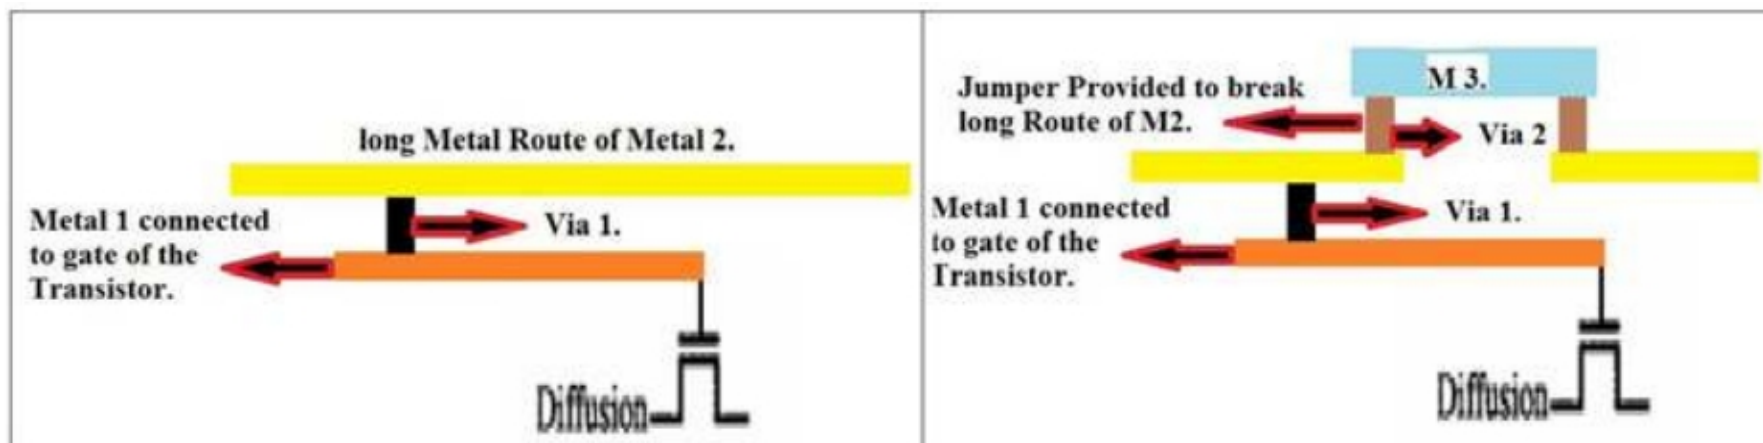 long Metal Route of Metal 2.
Metal 1 connected
to gate of the
Transistor.
Via 1.
Diffusion
M 3.
Jumper Provided to break
long Route of M2.
Via 2
Metal 1 connected
to gate of the
Transistor.
Via 1.
Diffusion